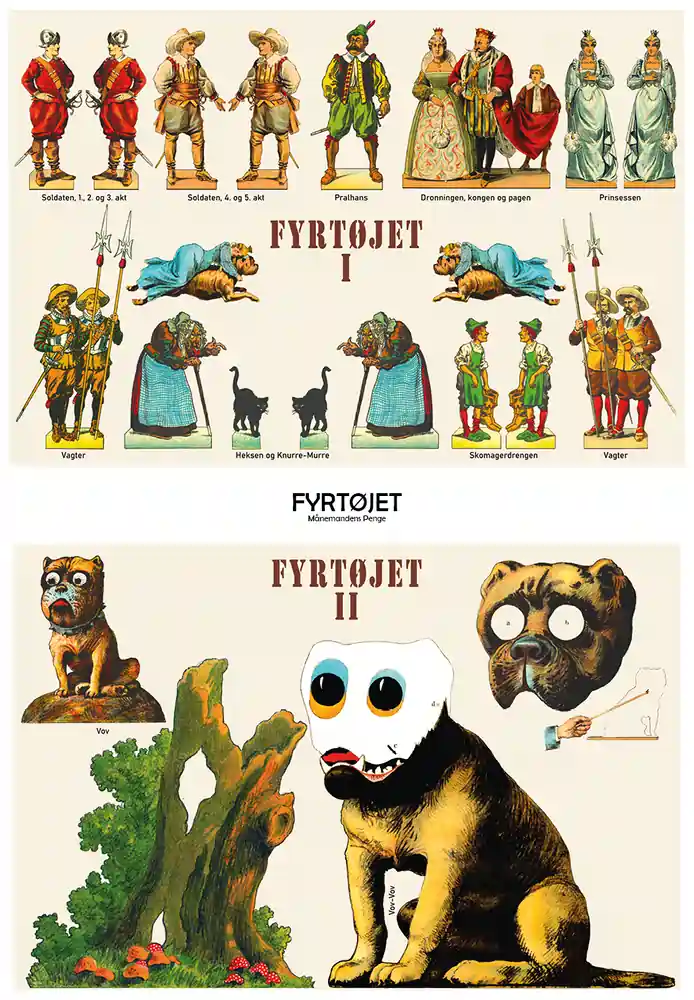 Soldaten, 1., 2. og 3. akt
Soldaten, 4. og 5. akt
Pralhans
Dronningen, kongen og pagen
Prinsessen
FYRTØJET
I
Vagter
Heksen og Knurre-Murre
Skomagerdrengen
Vagter
FYRTØJET
Månemandens Penge
FYRTØJET
II
a
b
Vov
d
c
Vov-Vov